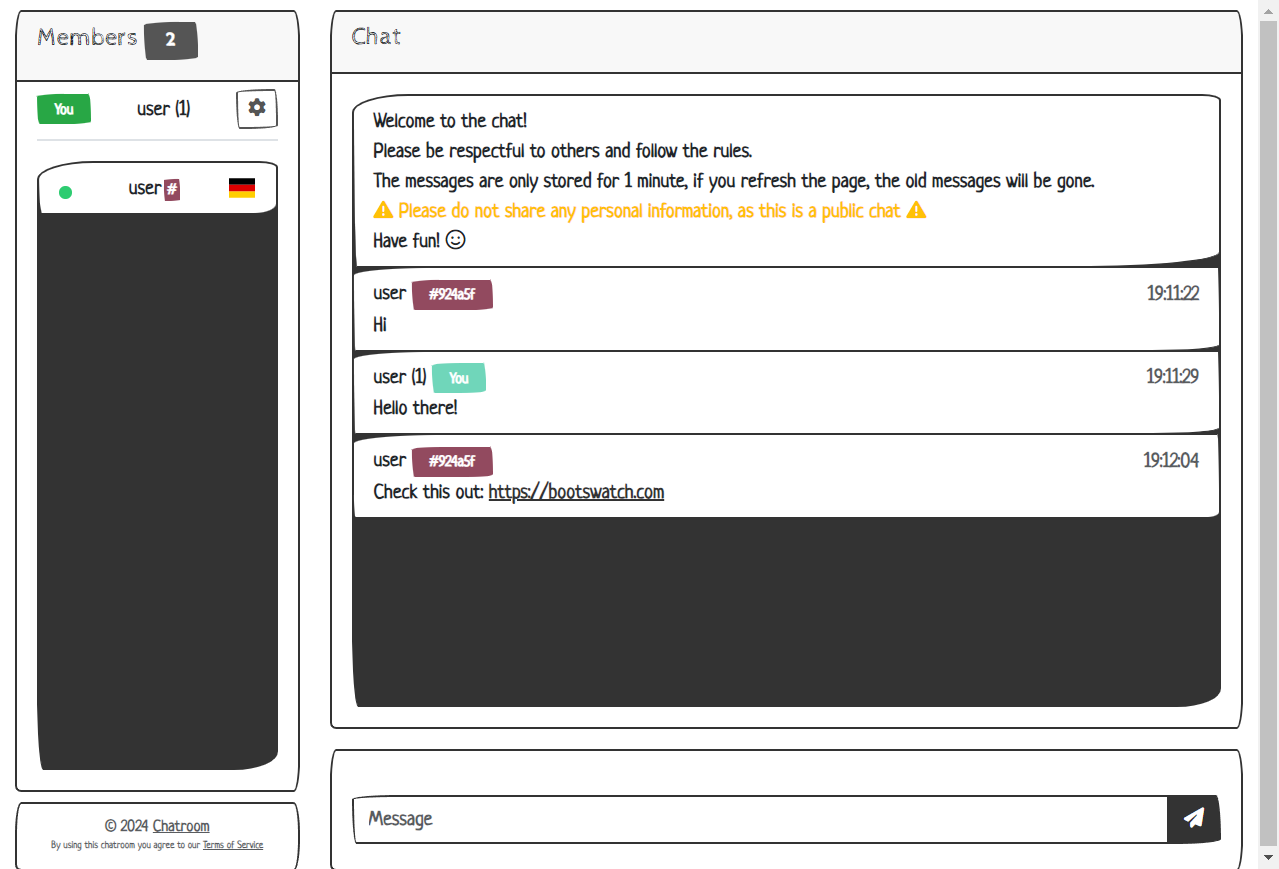 Members 2
You user (1)
user #
© 2024 Chatroom
By using this chatroom you agree to our Terms of Service
Chat
Welcome to the chat!
Please be respectful to others and follow the rules.
The messages are only stored for 1 minute, if you refresh the page, the old messages will be gone.
Please do not share any personal information, as this is a public chat
Have fun!
user #924a5f 19:11:22
Hi
user (1) You 19:11:29
Hello there!
user #924a5f 19:12:04
Check this out: https://bootswatch.com
Message